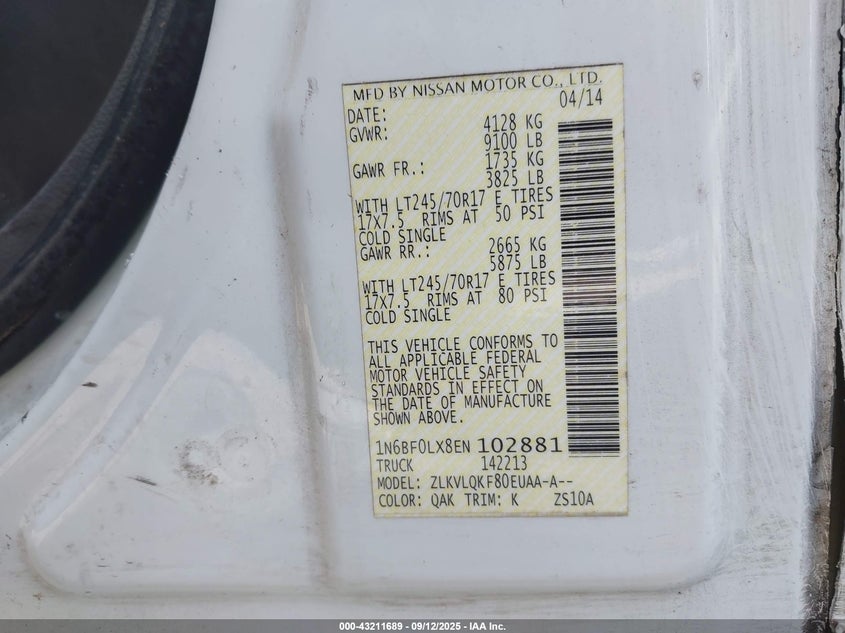 MFD BY NISSAN MOTOR CO., LTD.
DATE: 04/14
GVWR: 4128 KG
9100 LB
GAWR FR.: 1735 KG
3825 LB
WITH LT245/70R17 E TIRES
17X7.5 RIMS AT 50 PSI
COLD SINGLE
GAWR RR.: 2665 KG
5875 LB
WITH LT245/70R17 E TIRES
17X7.5 RIMS AT 80 PSI
COLD SINGLE
THIS VEHICLE CONFORMS TO
ALL APPLICABLE FEDERAL
MOTOR VEHICLE SAFETY
STANDARDS IN EFFECT ON
THE DATE OF MANUFACTURE
SHOWN ABOVE.
1N6BF0LX8EN 102881
TRUCK 142213
MODEL: ZLKVLQKF80EUAA-A--
COLOR: QAK TRIM: K ZS10A
000-43211689 - 09/12/2025 - IAA Inc.